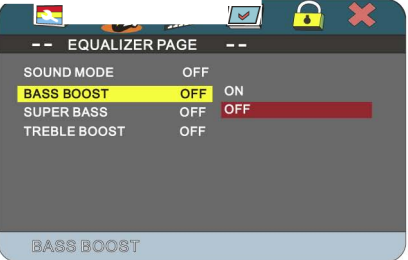 -- EQUALIZER PAGE --
SOUND MODE OFF
BASS BOOST OFF ON
SUPER BASS OFF OFF
TREBLE BOOST OFF
BASS BOOST